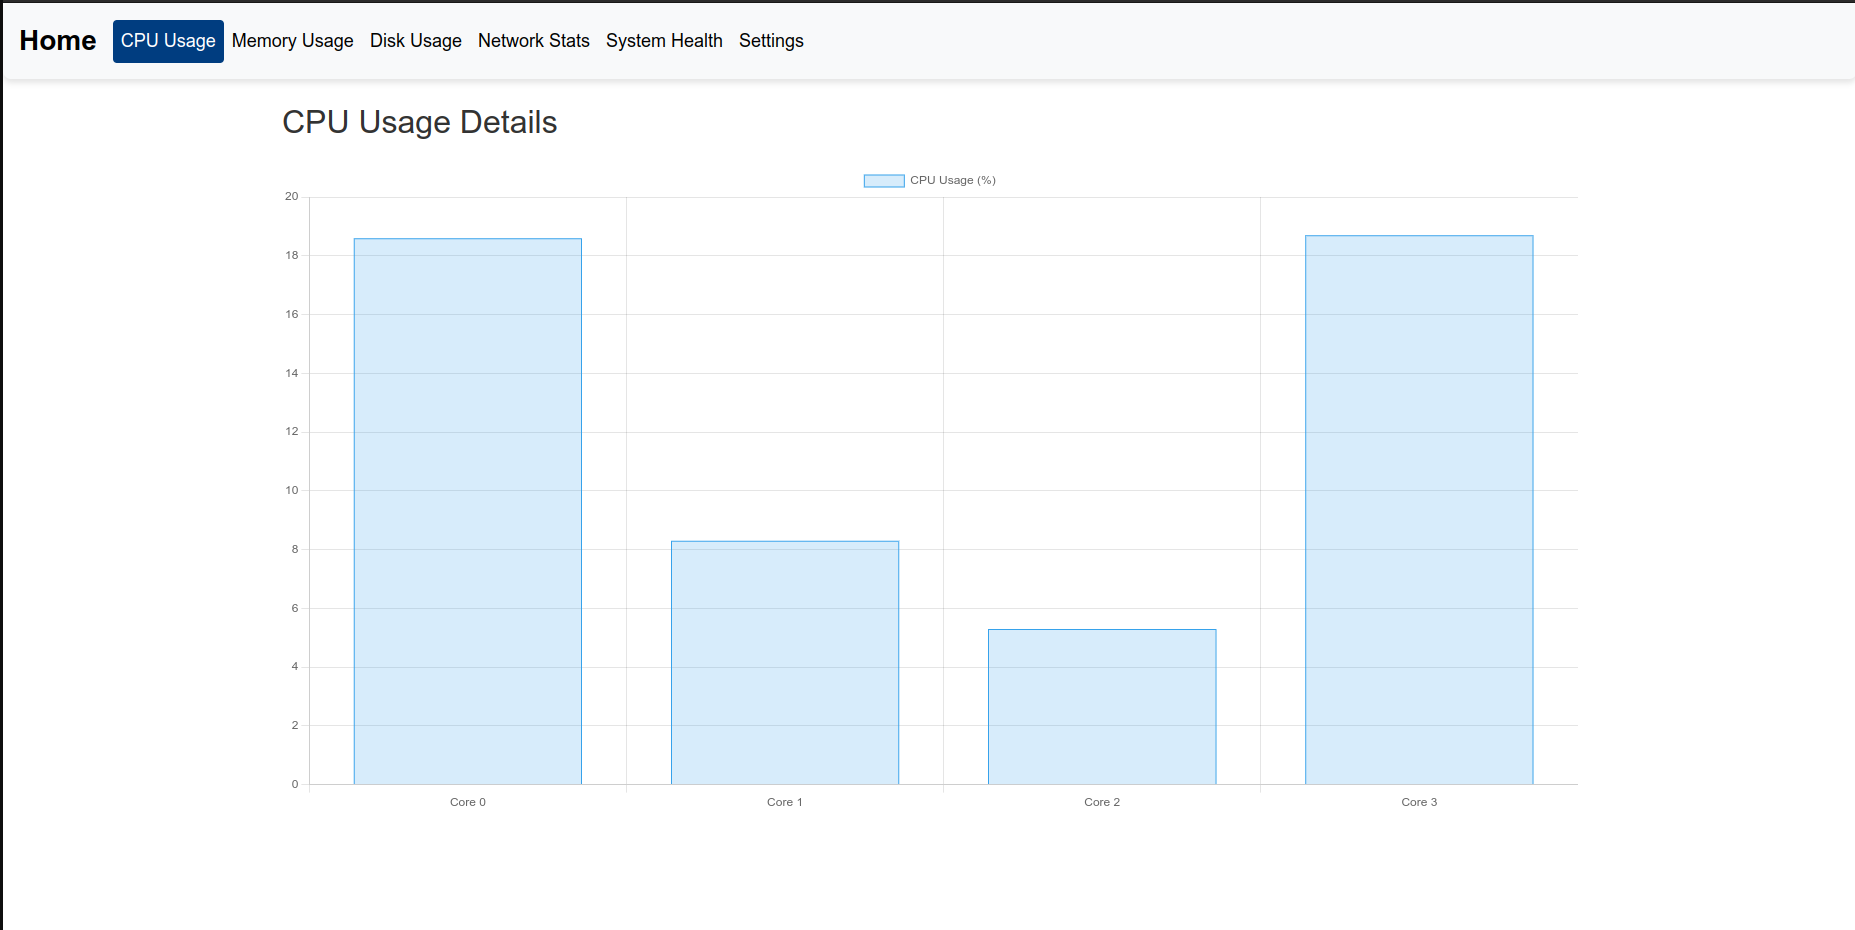 Home CPU Usage Memory Usage Disk Usage Network Stats System Health Settings
CPU Usage Details
CPU Usage (%)
20
18
16
14
12
10
8
6
4
2
0
Core 0 Core 1 Core 2 Core 3